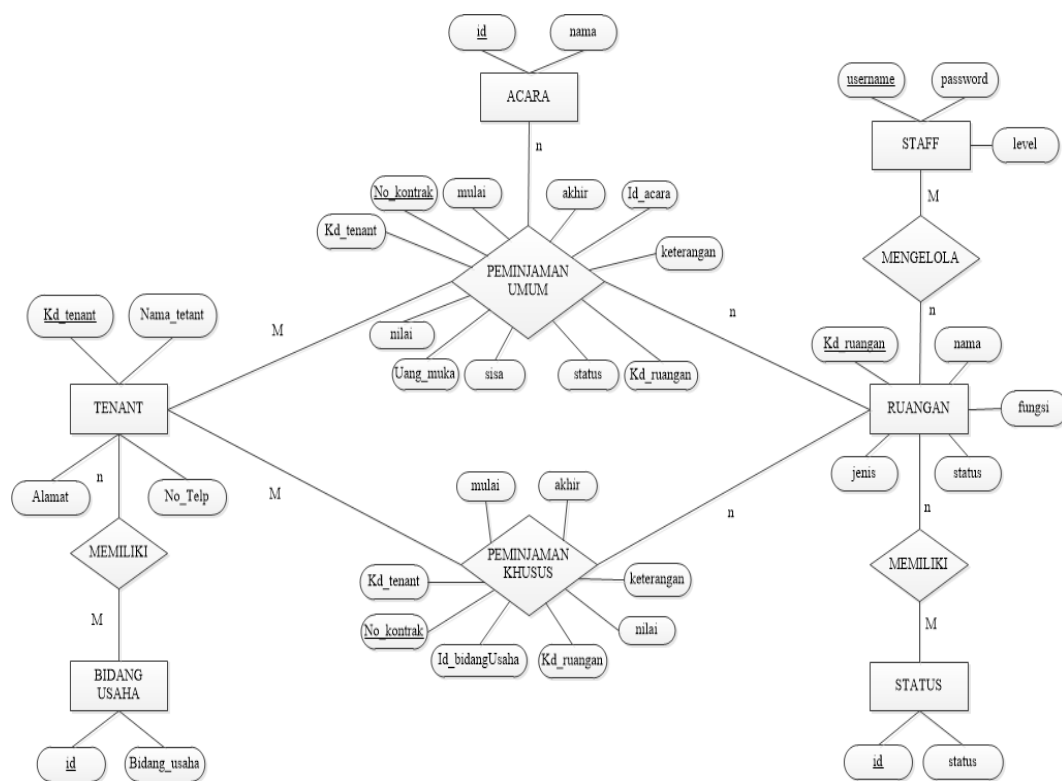 id
nama
ACARA
username
password
STAFF
level
n
M
No_kontrak
mulai
akhir
Id_acara
Kd_tenant
keterangan
PEMINJAMAN
UMUM
MENGELOLA
Kd_tenant
Nama_tetant
M
n
n
nilai
Uang_muka
sisa
status
Kd_ruangan
Kd_ruangan
nama
TENANT
RUANGAN
fungsi
Alamat
n
No_Telp
M
mulai
akhir
n
jenis
status
n
MEMILIKI
PEMINJAMAN
KHUSUS
MEMILIKI
Kd_tenant
keterangan
M
No_kontrak
nilai
M
Id_bidangUsaha
Kd_ruangan
BIDANG
USAHA
STATUS
id
Bidang_usaha
id
status